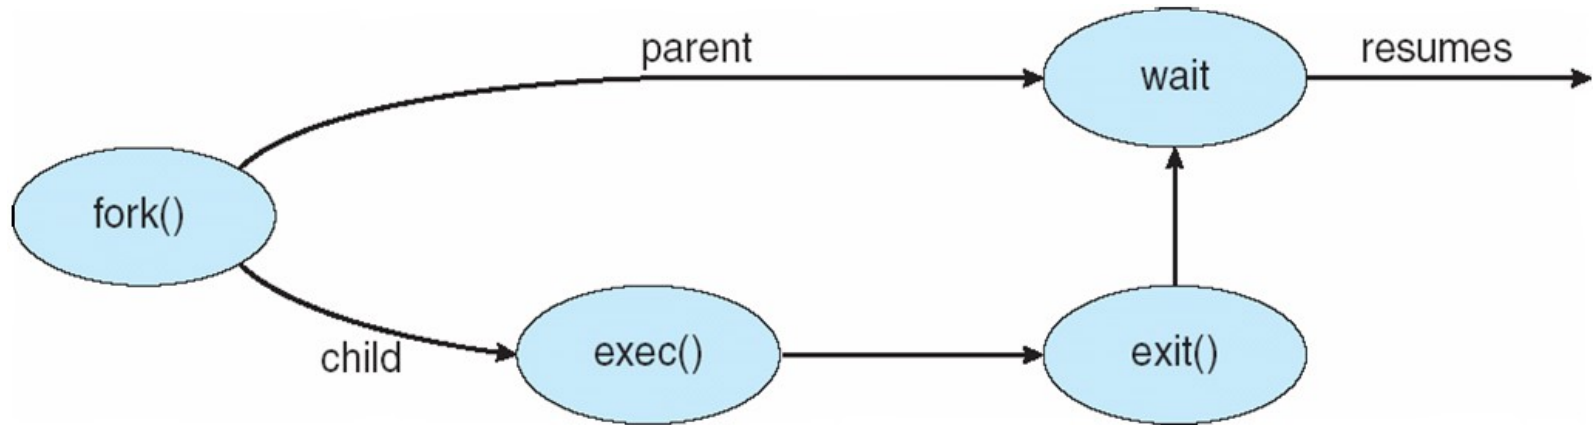 parent
wait
resumes
fork()
child
exec()
exit()